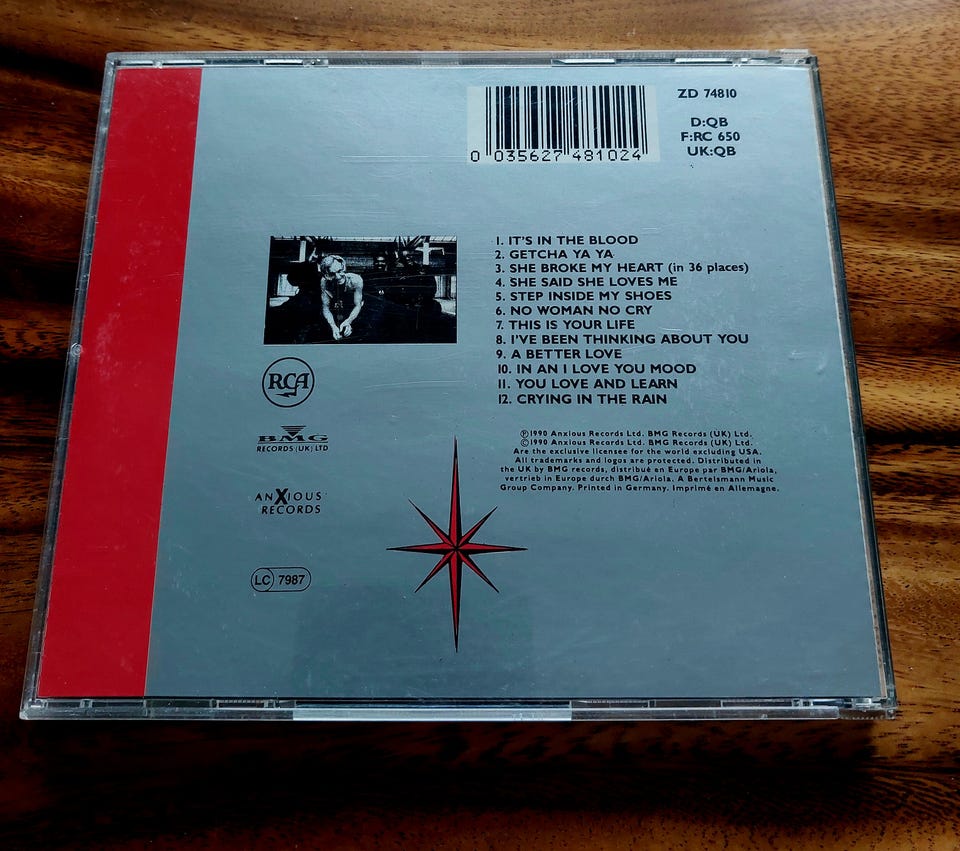 ZD 74810
D:QB
F:RC 650
UK:QB
0 035627 481024
1. IT'S IN THE BLOOD
2. GETCHA YA YA
3. SHE BROKE MY HEART (in 36 places)
4. SHE SAID SHE LOVES ME
5. STEP INSIDE MY SHOES
6. NO WOMAN NO CRY
7. THIS IS YOUR LIFE
8. I'VE BEEN THINKING ABOUT YOU
9. A BETTER LOVE
10. IN AN I LOVE YOU MOOD
11. YOU LOVE AND LEARN
12. CRYING IN THE RAIN
RCA
BMG
RECORDS (UK) LTD
ANXIOUS
RECORDS
LC 7987
℗1990 Anxious Records Ltd. BMG Records (UK) Ltd.
©1990 Anxious Records Ltd. BMG Records (UK) Ltd.
Are the exclusive licensee for the world excluding USA.
All trademarks and logos are protected. Distributed in
the UK by BMG records, distribué en Europe par BMG/Ariola,
vertrieb in Europe durch BMG/Ariola. A Bertelsmann Music
Group Company. Printed in Germany. Imprimé en Allemagne.